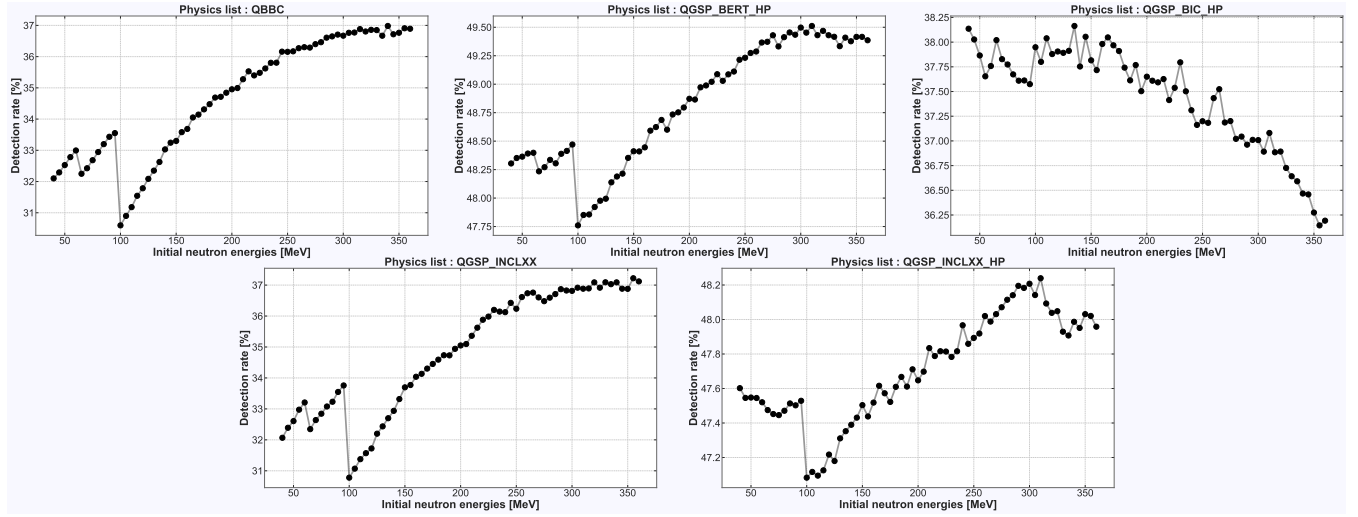 Physics list : QBBC
Detection rate [%]
37
36
35
34
33
32
31
50 100 150 200 250 300 350
Initial neutron energies [MeV]
Physics list : QGSP_BERT_HP
Detection rate [%]
49.50
49.25
49.00
48.75
48.50
48.25
48.00
47.75
50 100 150 200 250 300 350
Initial neutron energies [MeV]
Physics list : QGSP_BIC_HP
Detection rate [%]
38.25
38.00
37.75
37.50
37.25
37.00
36.75
36.50
36.25
50 100 150 200 250 300 350
Initial neutron energies [MeV]
Physics list : QGSP_INCLXX
Detection rate [%]
37
36
35
34
33
32
31
50 100 150 200 250 300 350
Initial neutron energies [MeV]
Physics list : QGSP_INCLXX_HP
Detection rate [%]
48.2
48.0
47.8
47.6
47.4
47.2
50 100 150 200 250 300 350
Initial neutron energies [MeV]